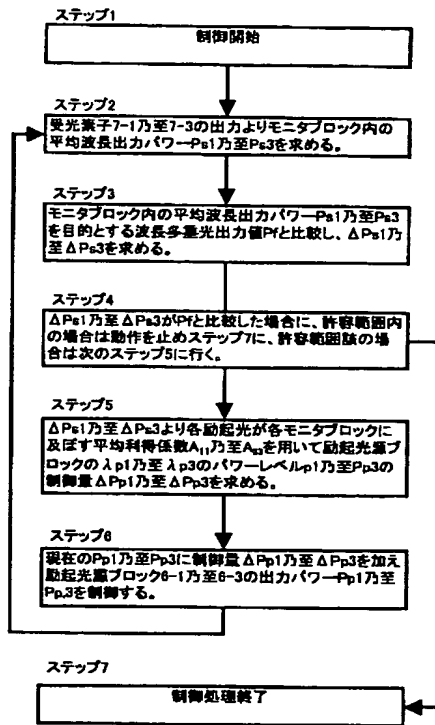 ステップ1
制御開始
ステップ2
受光素子7-1乃至7-3の出力よりモニタブロック内の
平均波長出力パワーPs1乃至Ps3を求める。
ステップ3
モニタブロック内の平均波長出力パワーPs1乃至Ps3
を目的とする波長多重光出力値Pfと比較し、ΔPs1乃
至ΔPs3を求める。
ステップ4
ΔPs1乃至ΔPs3がPfと比較した場合に、許容範囲内
の場合は動作を止めステップ7に、許容範囲該の場
合は次のステップ5に行く。
ステップ5
ΔPs1乃至ΔPs3より各励起光が各モニタブロックに
及ぼす平均利得係数A11乃至A33を用いて励起光源ブ
ロックのλp1乃至λp3のパワーレベルp1乃至Pp3の
制御量ΔPp1乃至ΔPp3を求める。
ステップ6
現在のPp1乃至Pp3に制御量ΔPp1乃至ΔPp3を加え
励起光源ブロック6-1乃至6-3の出力パワーPp1乃至
Pp3を制御する。
ステップ7
制御処理終了